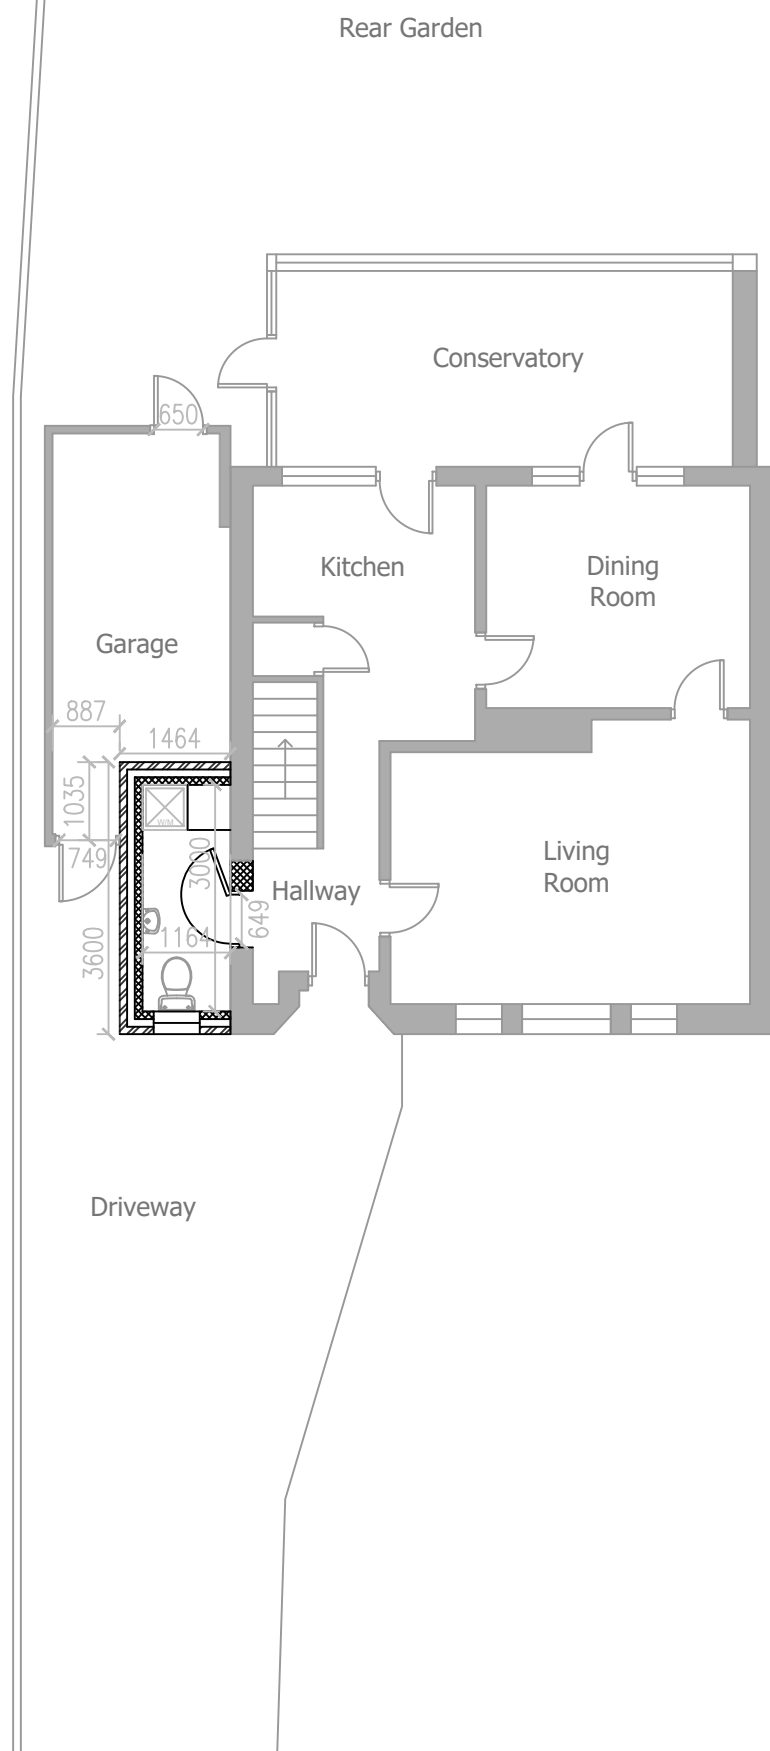 Rear Garden
Conservatory
650
Kitchen
Dining
Room
Garage
887
1464
1035
W/M
749
3000
Living
Room
Hallway
649
1164
3600
Driveway